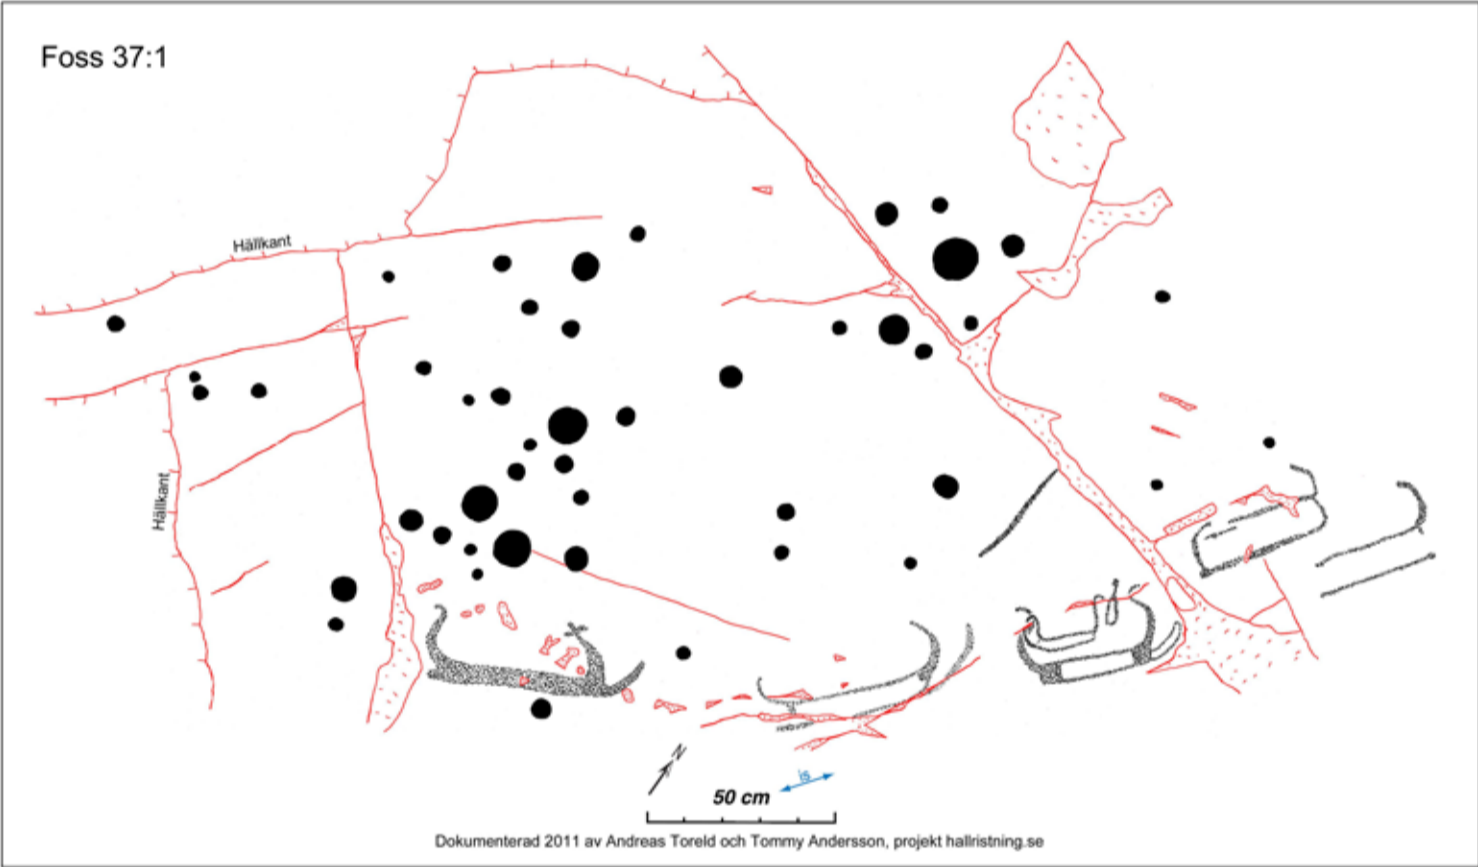 Foss 37:1
Hällkant
Hällkant
N
is
50 cm
Dokumenterad 2011 av Andreas Toreld och Tommy Andersson, projekt hallristning.se